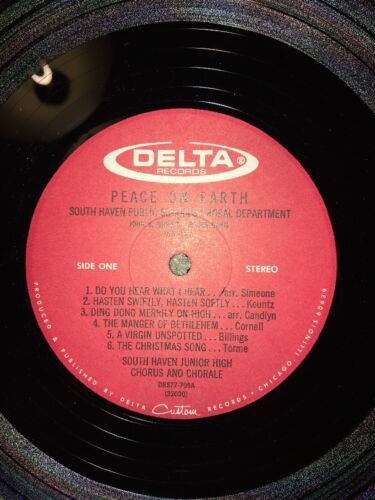 DELTA ®
RECORDS
PEACE ON EARTH
SOUTH HAVEN PUBLIC SCHOOLS CHORAL DEPARTMENT
SIDE ONE
STEREO
1. DO YOU HEAR WHAT I HEAR... arr. Simeone
2. HASTEN SWIFTLY, HASTEN SOFTLY... Kountz
3. DING DONG MERRILY ON HIGH... arr. Candlyn
4. THE MANGER OF BETHLEHEM... Cornell
5. A VIRGIN UNSPOTTED... Billings
6. THE CHRISTMAS SONG... Torme
SOUTH HAVEN JUNIOR HIGH
CHORUS AND CHORALE
DRS77-709A
(32030)
PRODUCED & PUBLISHED BY DELTA Custom RECORDS • CHICAGO, ILLINOIS 60639